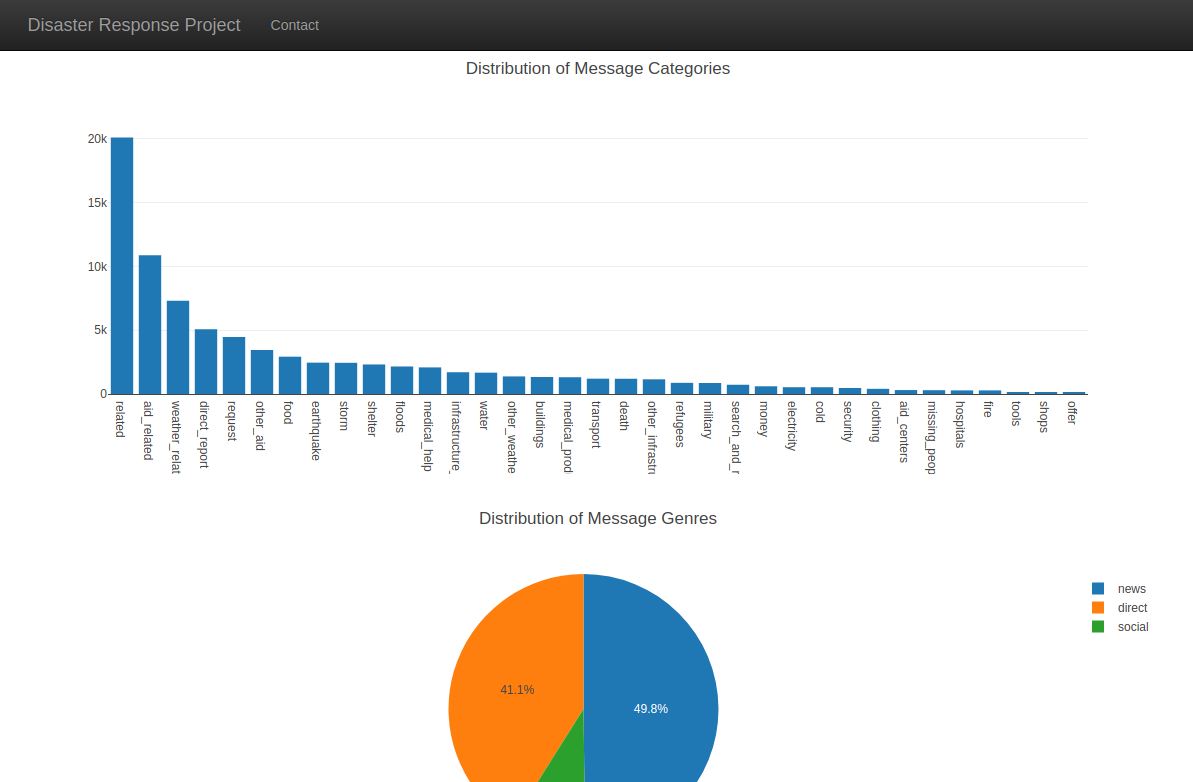 Disaster Response Project Contact
Distribution of Message Categories
20k
15k
10k
5k
0
related
aid_related
weather_relat
direct_report
request
other_aid
food
earthquake
storm
shelter
floods
medical_help
infrastructure_
water
other_weathe
buildings
medical_prod
transport
death
other_infrastru
refugees
military
search_and_r
money
electricity
cold
security
clothing
aid_centers
missing_peop
hospitals
fire
tools
shops
offer
Distribution of Message Genres
news
direct
social
41.1%
49.8%